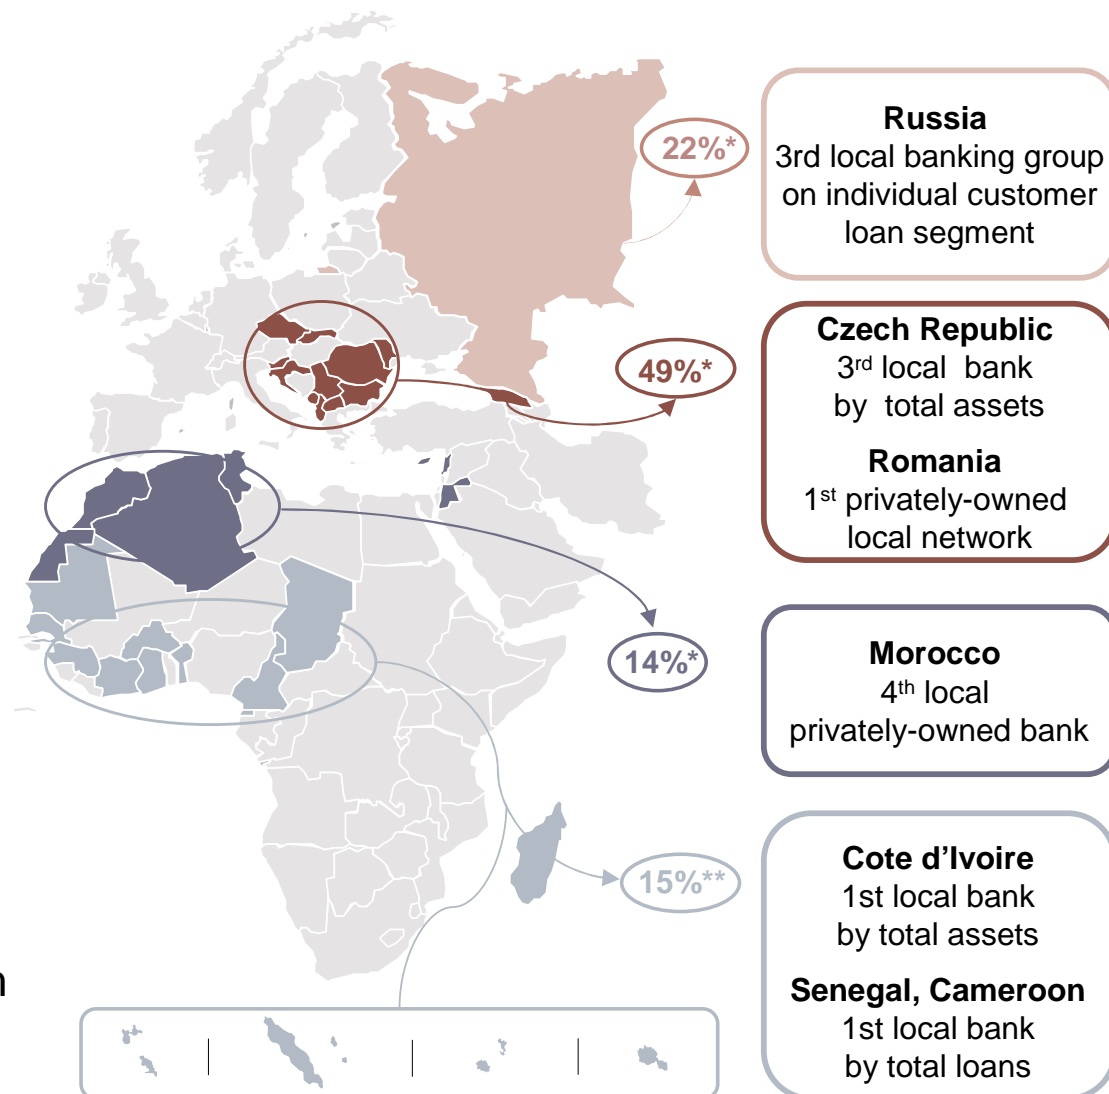 22%*
Russia
3rd local banking group
on individual customer
loan segment
49%*
Czech Republic
3rd local bank
by total assets
Romania
1st privately-owned
local network
14%*
Morocco
4th local
privately-owned bank
15%**
Cote d’Ivoire
1st local bank
by total assets
Senegal, Cameroon
1st local bank
by total loans